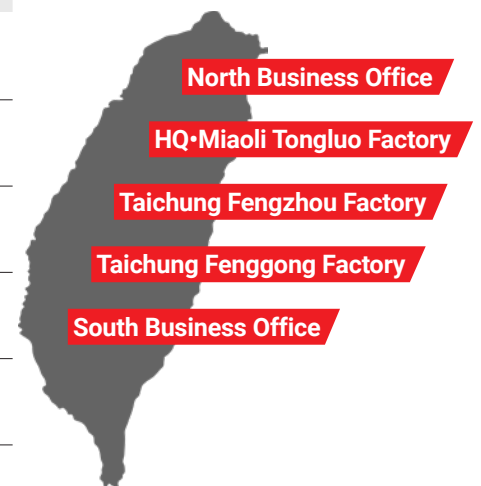 North Business Office
HQ•Miaoli Tongluo Factory
Taichung Fengzhou Factory
Taichung Fenggong Factory
South Business Office